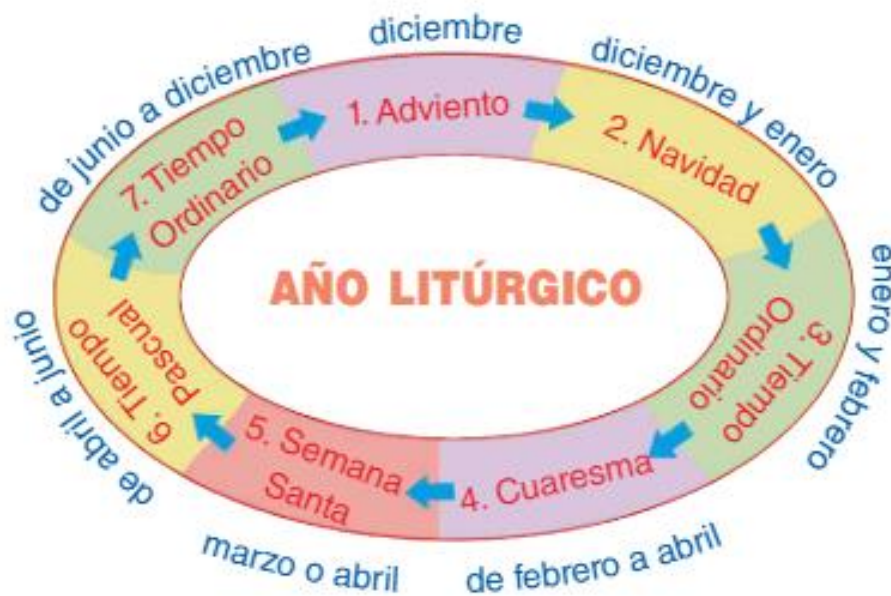 diciembre
1. Adviento
diciembre y enero
2. Navidad
enero y febrero
3. Tiempo
Ordinario
de febrero a abril
4. Cuaresma
marzo o abril
5. Semana
Santa
de abril a junio
6. Tiempo
Pascual
de junio a diciembre
7. Tiempo
Ordinario
AÑO LITÚRGICO